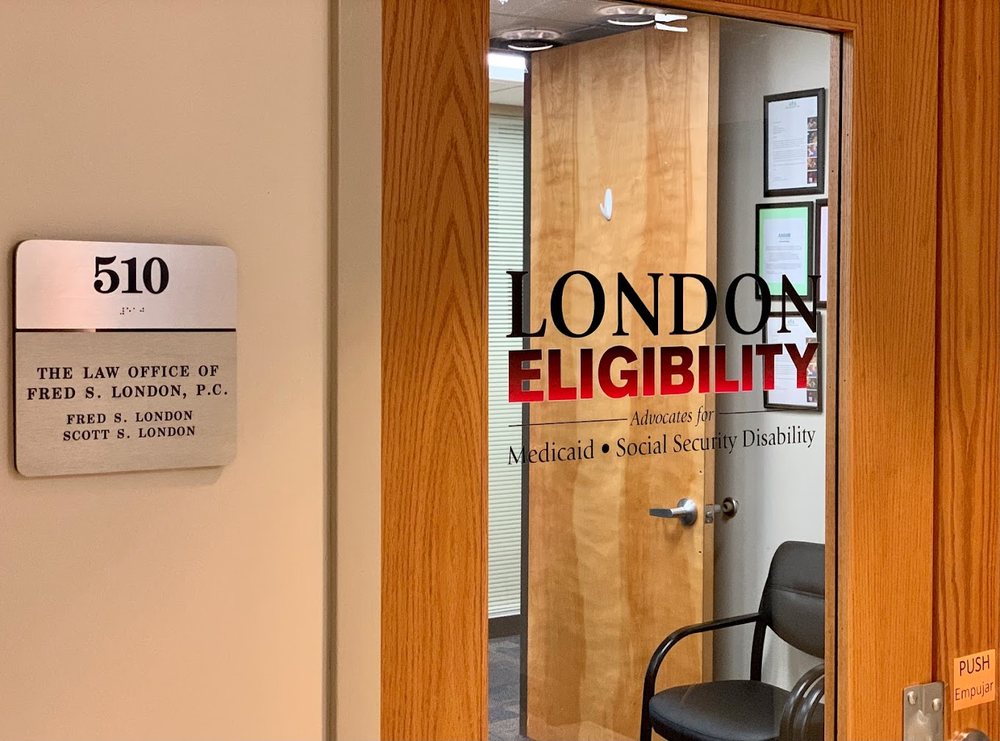 510
THE LAW OFFICE OF
FRED S. LONDON, P.C.
FRED S. LONDON
SCOTT S. LONDON
LONDON
ELIGIBILITY
Advocates for
Medicaid • Social Security Disability
PUSH
Empujar